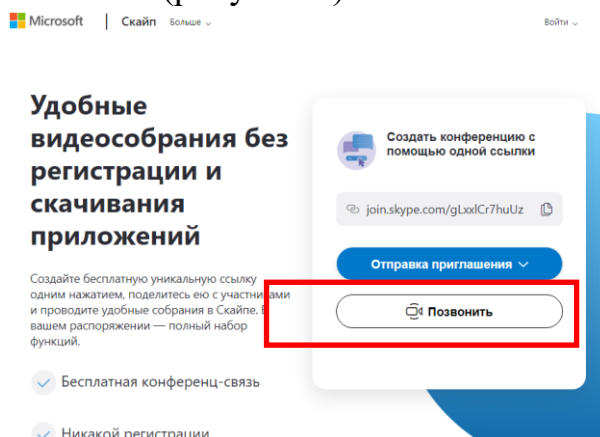 Microsoft | Скайп Больше
Войти
Удобные
видеособрания без
регистрации и
скачивания
приложений
Создайте бесплатную уникальную ссылку
одним нажатием, поделитесь ею с участниками
и проводите удобные собрания в Скайпе. В
вашем распоряжении — полный набор
функций.
Бесплатная конференц-связь
Никакой регистрации
Создать конференцию с
помощью одной ссылки
join.skype.com/gLxxlCr7huUz
Отправка приглашения
Позвонить